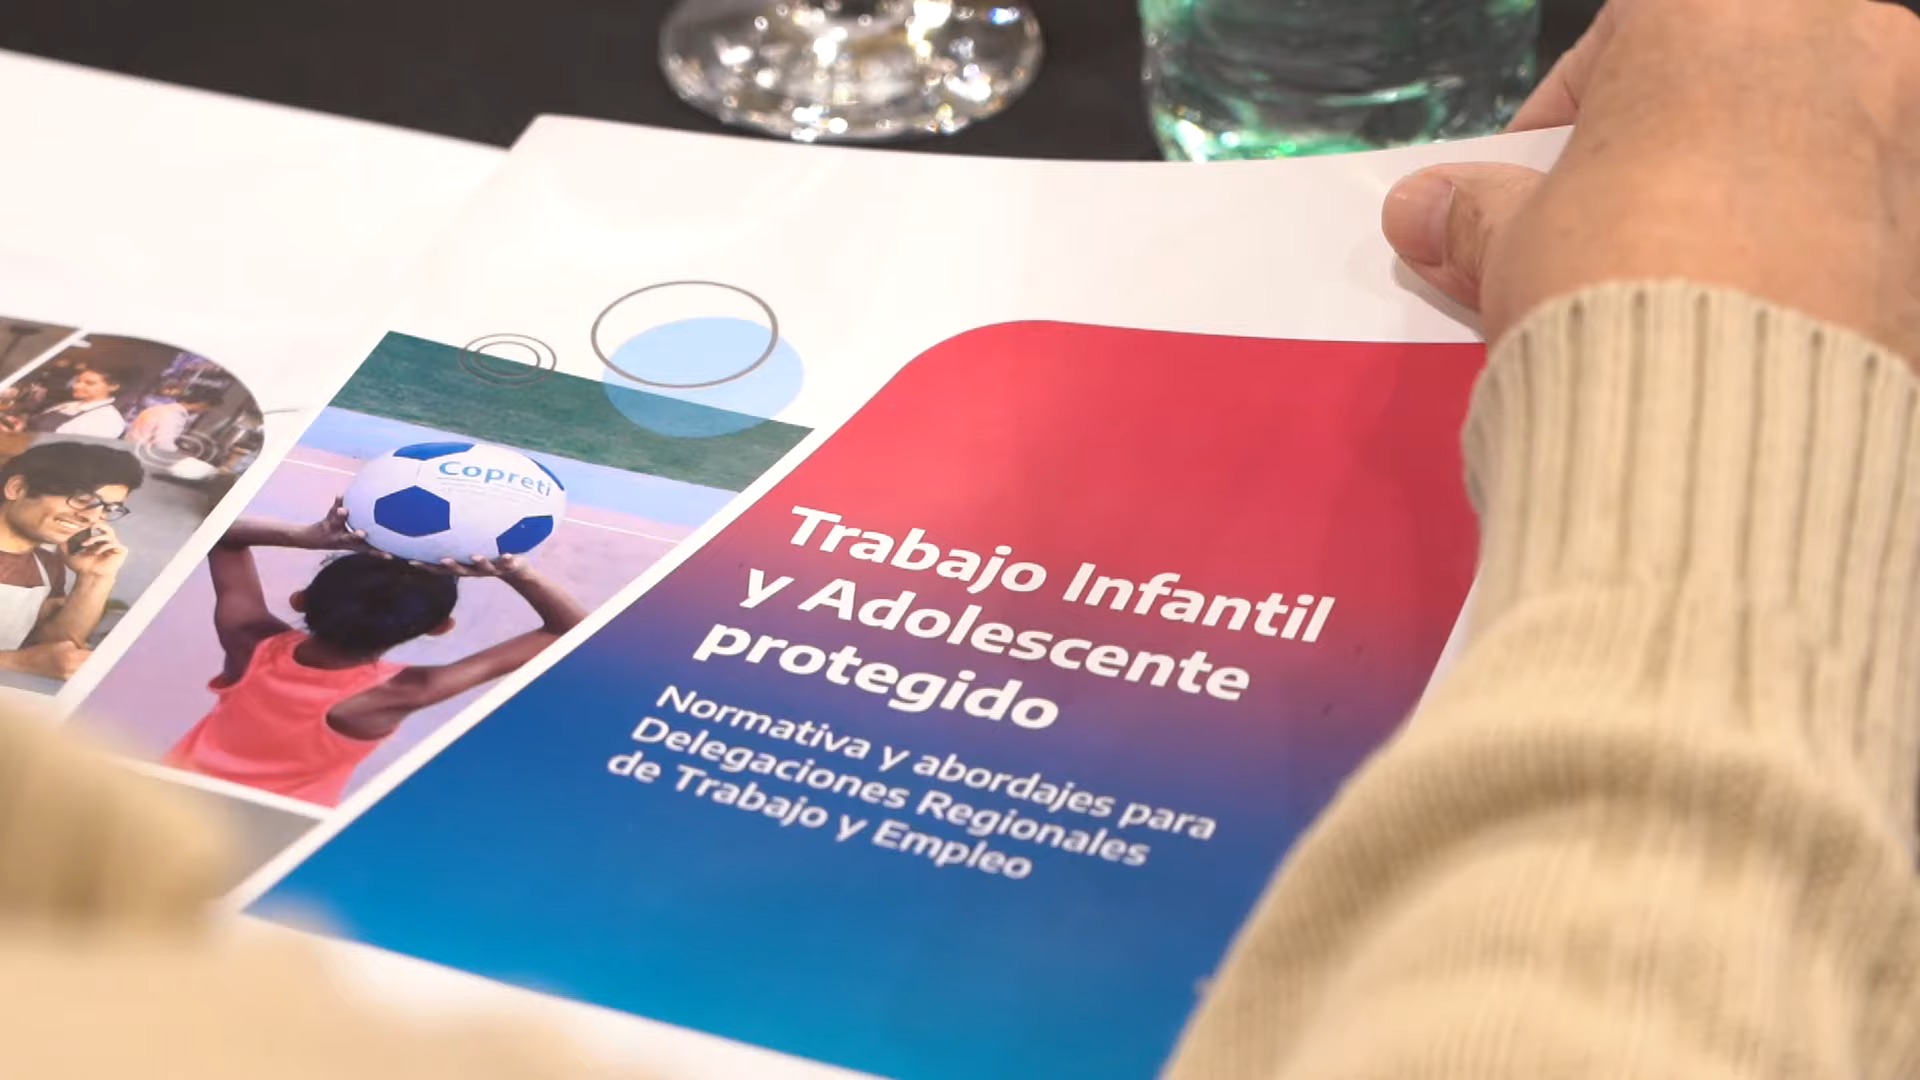 Copreti
Trabajo Infantil
y Adolescente
protegido
Normativa y abordajes para
Delegaciones Regionales
de Trabajo y Empleo